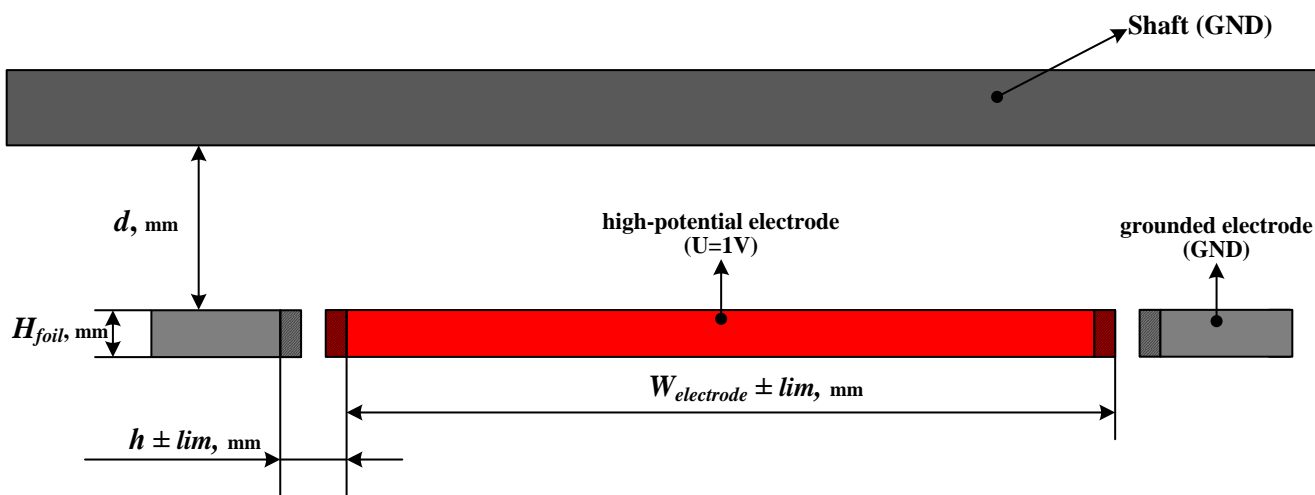 Shaft (GND)
d, mm
high-potential electrode
(U=1V)
grounded electrode
(GND)
H_foil, mm
W_electrode ± lim, mm
h ± lim, mm